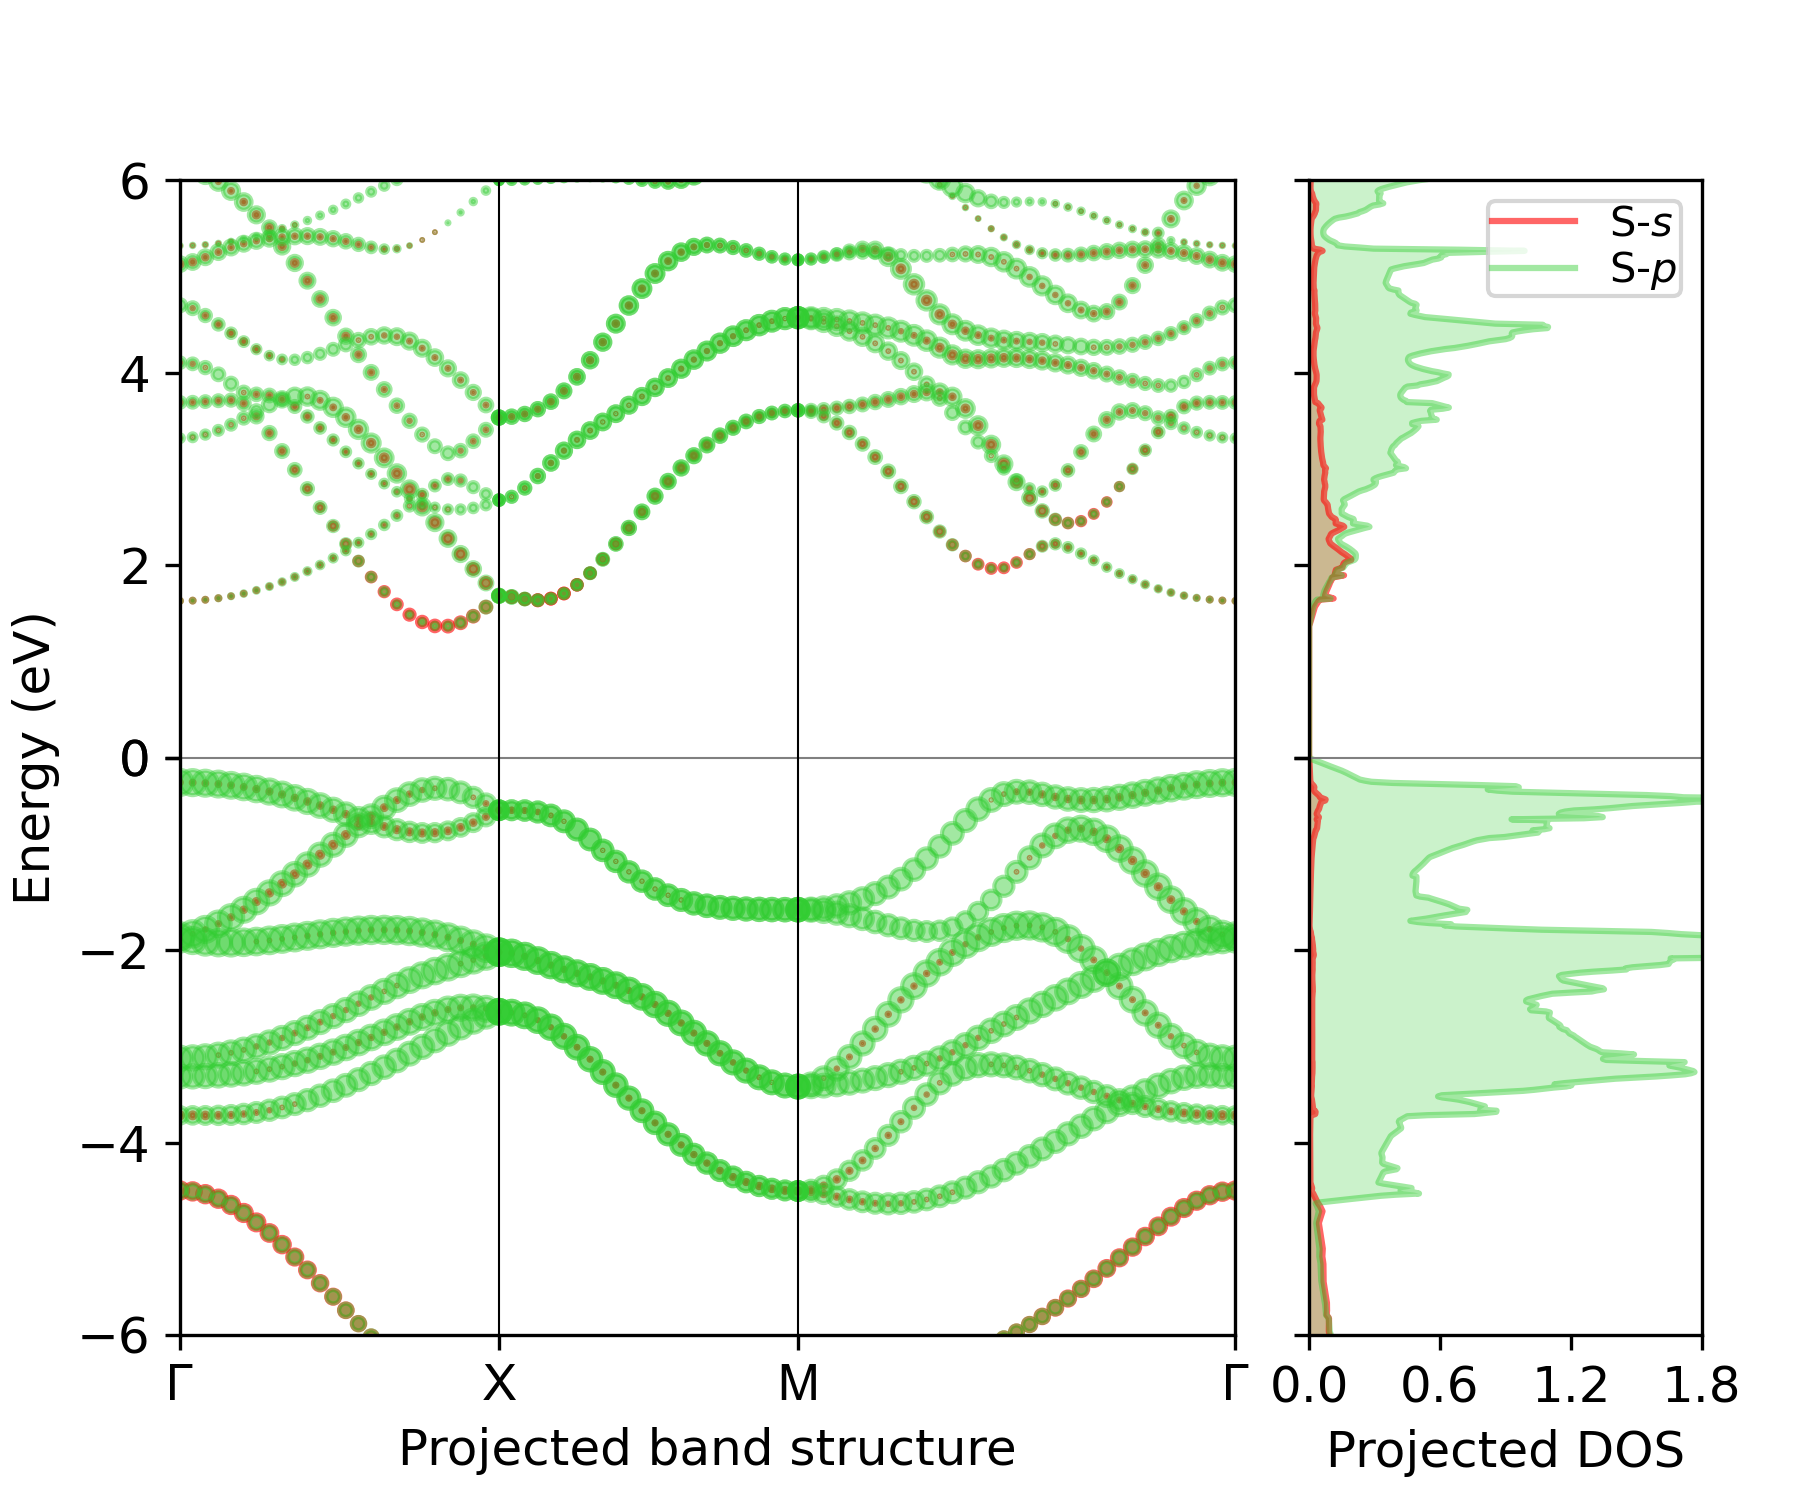 6
4
2
0
−2
−4
−6
Energy (eV)
Γ
X
M
Γ
Projected band structure
S-s
S-p
0.0
0.6
1.2
1.8
Projected DOS